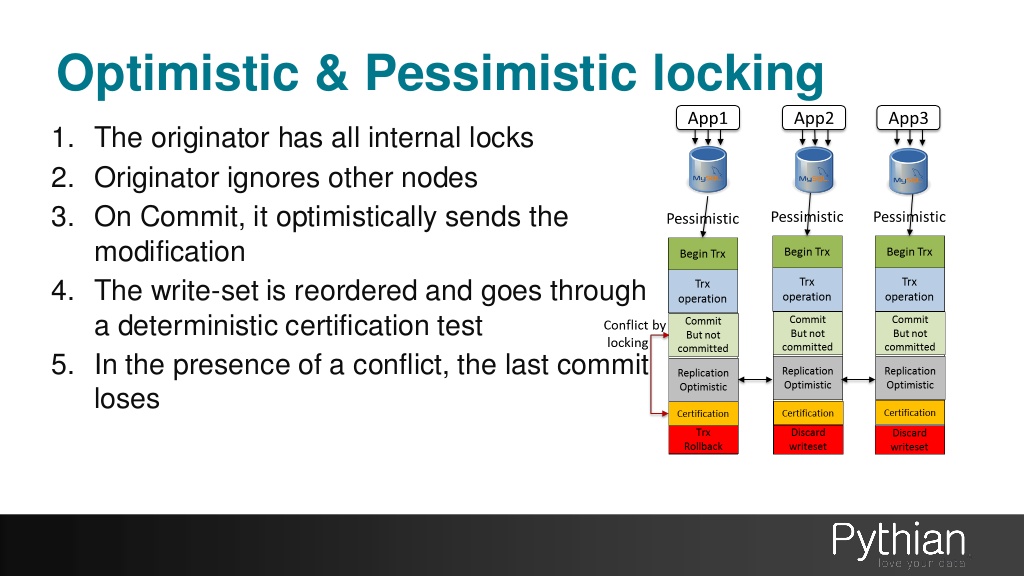 Optimistic & Pessimistic locking
1. The originator has all internal locks
2. Originator ignores other nodes
3. On Commit, it optimistically sends the
modification
4. The write-set is reordered and goes through
a deterministic certification test
5. In the presence of a conflict, the last commit
loses
App1 App2 App3
MySQL MySQL MySQL
Pessimistic Pessimistic Pessimistic
Begin Trx Begin Trx Begin Trx
Trx Trx Trx
operation operation operation
Conflict by
locking
Commit Commit Commit
But not But not But not
committed committed committed
Replication Replication Replication
Optimistic Optimistic Optimistic
Certification Certification Certification
Trx Discard Discard
Rollback writeset writeset
Pythian
love your data